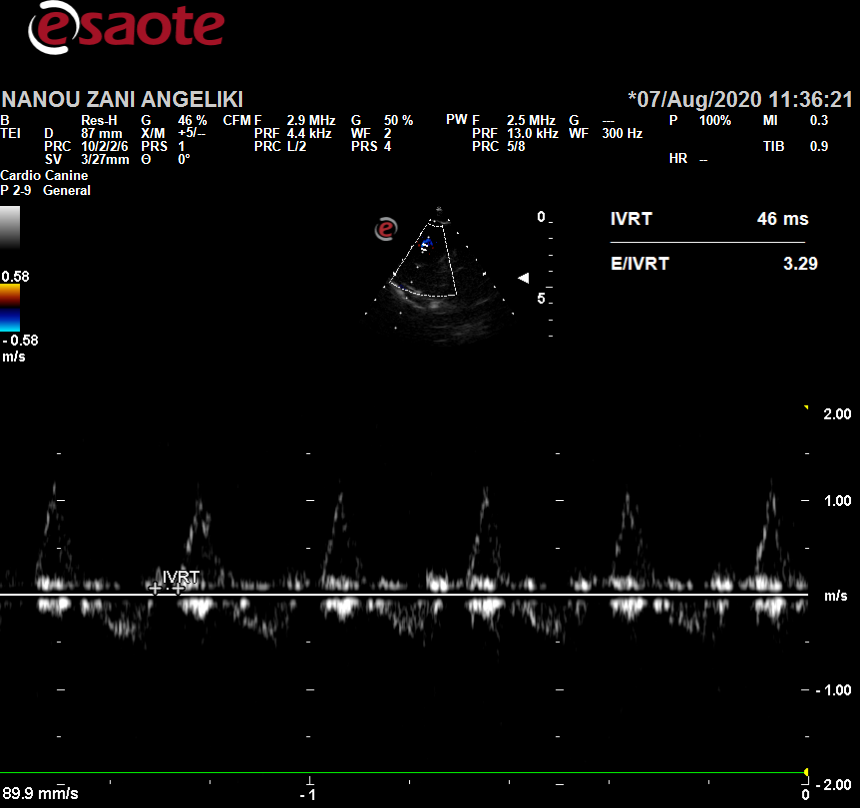 esaote
NANOU ZANI ANGELIKI *07/Aug/2020 11:36:21
B Res-H G 46 % CFM F 2.9 MHz G 50 % PW F 2.5 MHz G --- P 100% MI 0.3
TEI D 87 mm X/M +5/-- PRF 4.4 kHz WF 2 PRF 13.0 kHz WF 300 Hz
PRC 10/2/2/6 PRS 1 PRC L/2 PRS 4 PRC 5/8 TIB 0.9
SV 3/27mm Θ 0° HR --
Cardio Canine
P 2-9 General
e
0
IVRT 46 ms
E/IVRT 3.29
0.58
5
- 0.58
m/s
2.00
1.00
IVRT
m/s
- 1.00
- 2.00
89.9 mm/s -1 0